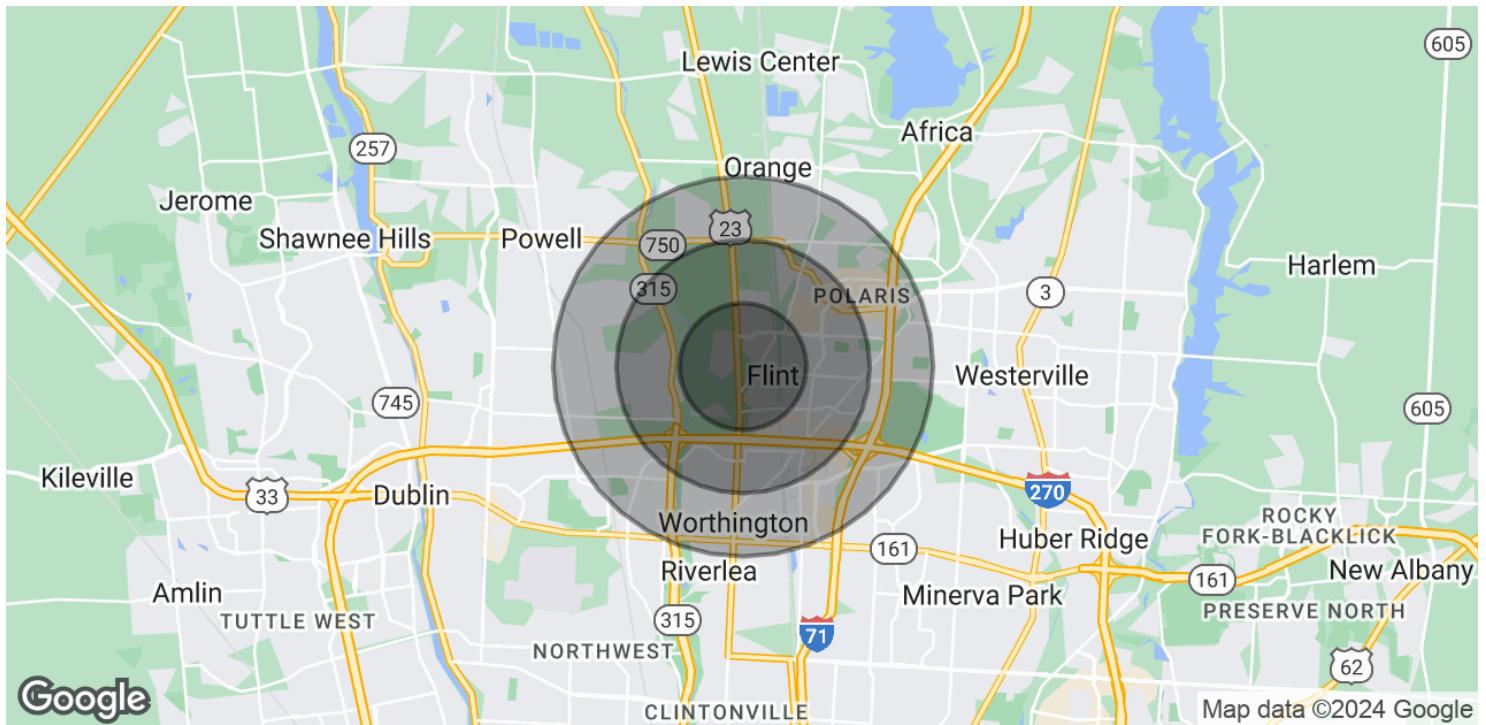 Lewis Center
605
Africa
257
Orange
Jerome
23
Shawnee Hills
Powell
750
Harlem
315
3
POLARIS
Flint
Westerville
745
605
Kileville
33
Dublin
270
Worthington
ROCKY
FORK-BLACKLICK
161
Huber Ridge
Riverlea
161
New Albany
Amlin
Minerva Park
TUTTLE WEST
315
PRESERVE NORTH
71
NORTHWEST
62
Google
CLINTONVILLE
Map data ©2024 Google